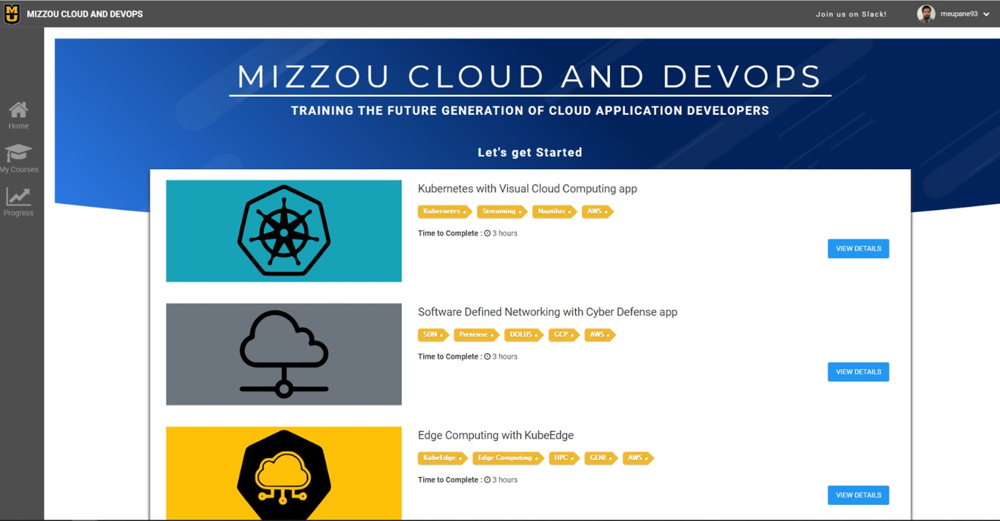 MU
MIZZOU CLOUD AND DEVOPS
Join us on Slack!
rneupane93
Home
My Courses
Progress
MIZZOU CLOUD AND DEVOPS
TRAINING THE FUTURE GENERATION OF CLOUD APPLICATION DEVELOPERS
Let's get Started
Kubernetes with Visual Cloud Computing app
Kubernetes Streaming Nautilus AWS
Time to Complete : 3 hours
VIEW DETAILS
Software Defined Networking with Cyber Defense app
SDN Pretense DOLUS GCP AWS
Time to Complete : 3 hours
VIEW DETAILS
Edge Computing with KubeEdge
KubeEdge Edge Computing HPC GENI AWS
Time to Complete : 3 hours
VIEW DETAILS